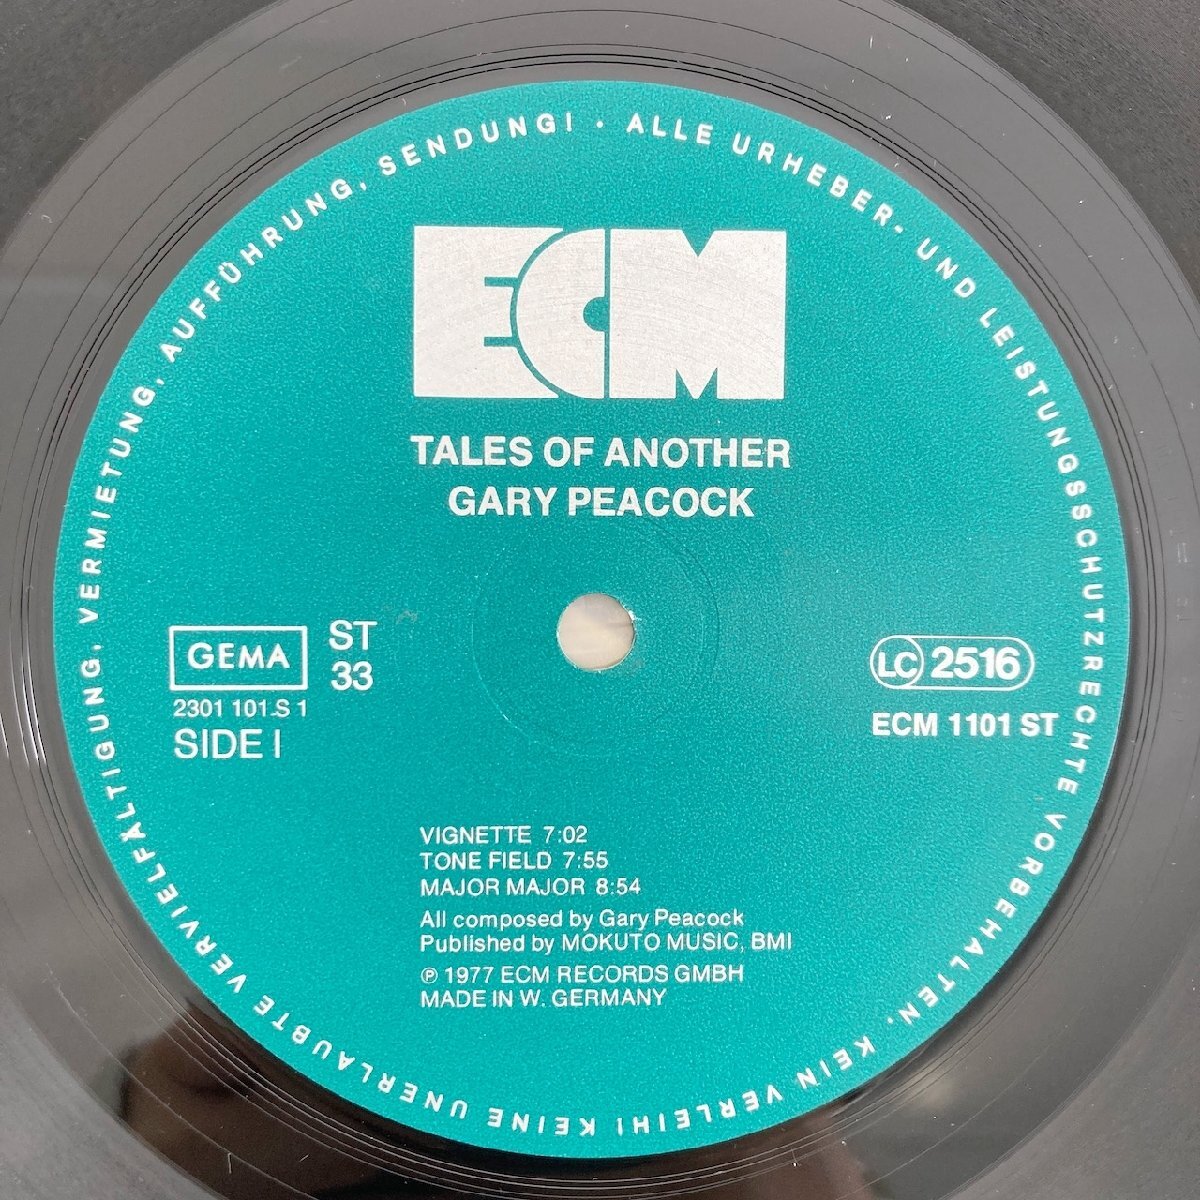 ALLE URHEBER- UND LEISTUNGSSCHUTZRECHTE VORBEHALTEN. KEIN VERLEIH! KEINE UNERLAUBTE VERVIELFÄLTIGUNG, VERMIETUNG, AUFFÜHRUNG, SENDUNG! ·
ECM
TALES OF ANOTHER
GARY PEACOCK
GEMA
ST
33
2301 101 S 1
SIDE I
LC 2516
ECM 1101 ST
VIGNETTE 7:02
TONE FIELD 7:55
MAJOR MAJOR 8:54
All composed by Gary Peacock
Published by MOKUTO MUSIC, BMI
℗ 1977 ECM RECORDS GMBH
MADE IN W. GERMANY